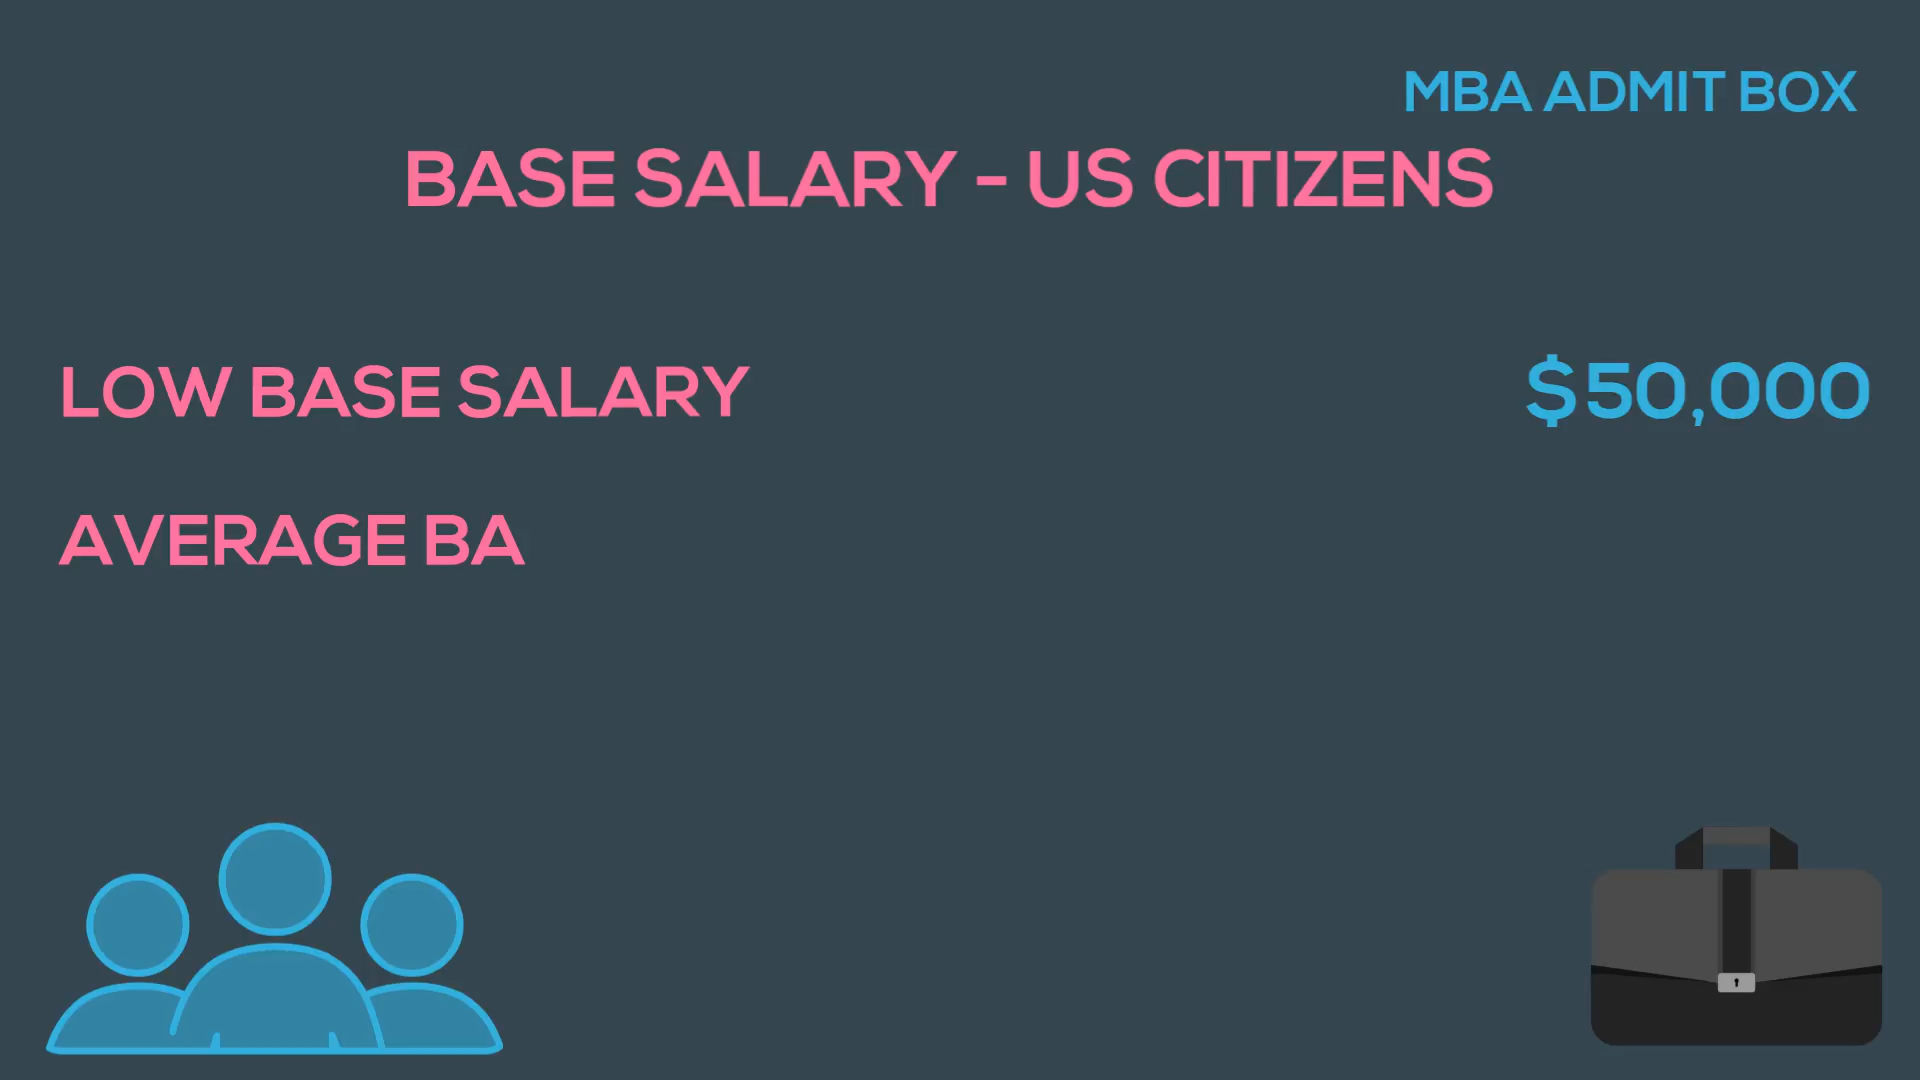 MBA ADMIT BOX
BASE SALARY - US CITIZENS
LOW BASE SALARY $50,000
AVERAGE BA